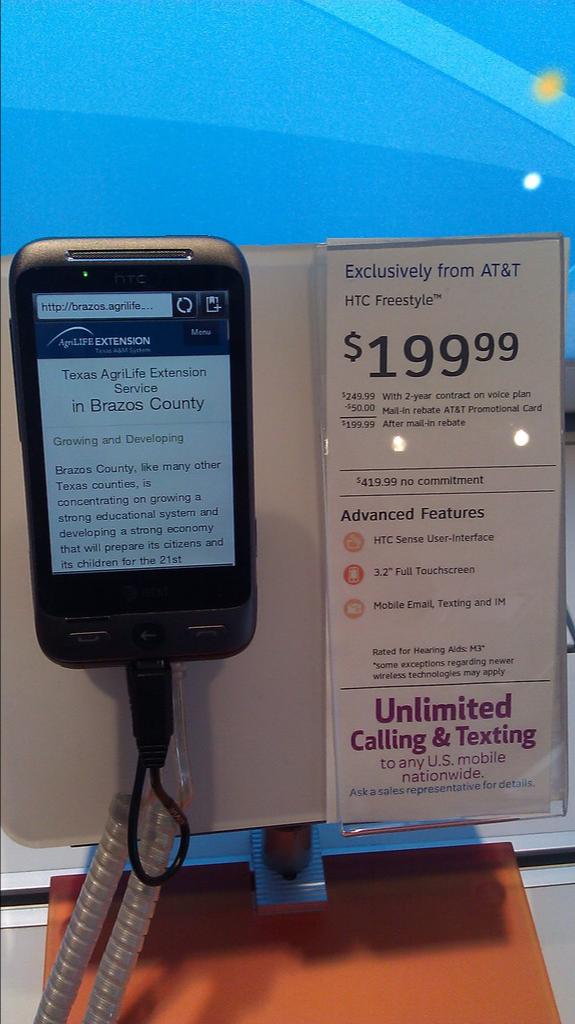 hTC
http://brazos.agrilife....
AgriLIFE EXTENSION
Texas A&M System
Menu
Texas AgriLife Extension
Service
in Brazos County
Growing and Developing
Brazos County, like many other
Texas counties, is
concentrating on growing a
strong educational system and
developing a strong economy
that will prepare its citizens and
its children for the 21st
at&t
Exclusively from AT&T
HTC Freestyle™
$199.99
$249.99 With 2-year contract on voice plan
-$50.00 Mail-in rebate AT&T Promotional Card
$199.99 After mail-in rebate
$419.99 no commitment
Advanced Features
HTC Sense User-Interface
3.2" Full Touchscreen
Mobile Email, Texting and IM
Rated for Hearing Aids: M3*
*some exceptions regarding newer
wireless technologies may apply
Unlimited
Calling & Texting
to any U.S. mobile
nationwide.
Ask a sales representative for details.